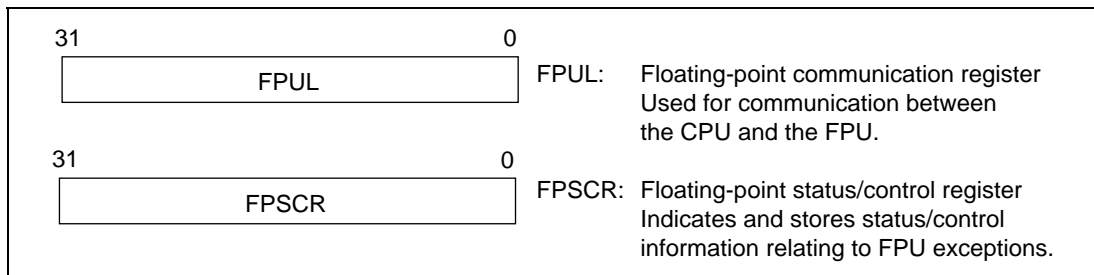 31 0
FPUL
FPUL: Floating-point communication register
Used for communication between
the CPU and the FPU.
31 0
FPSCR
FPSCR: Floating-point status/control register
Indicates and stores status/control
information relating to FPU exceptions.